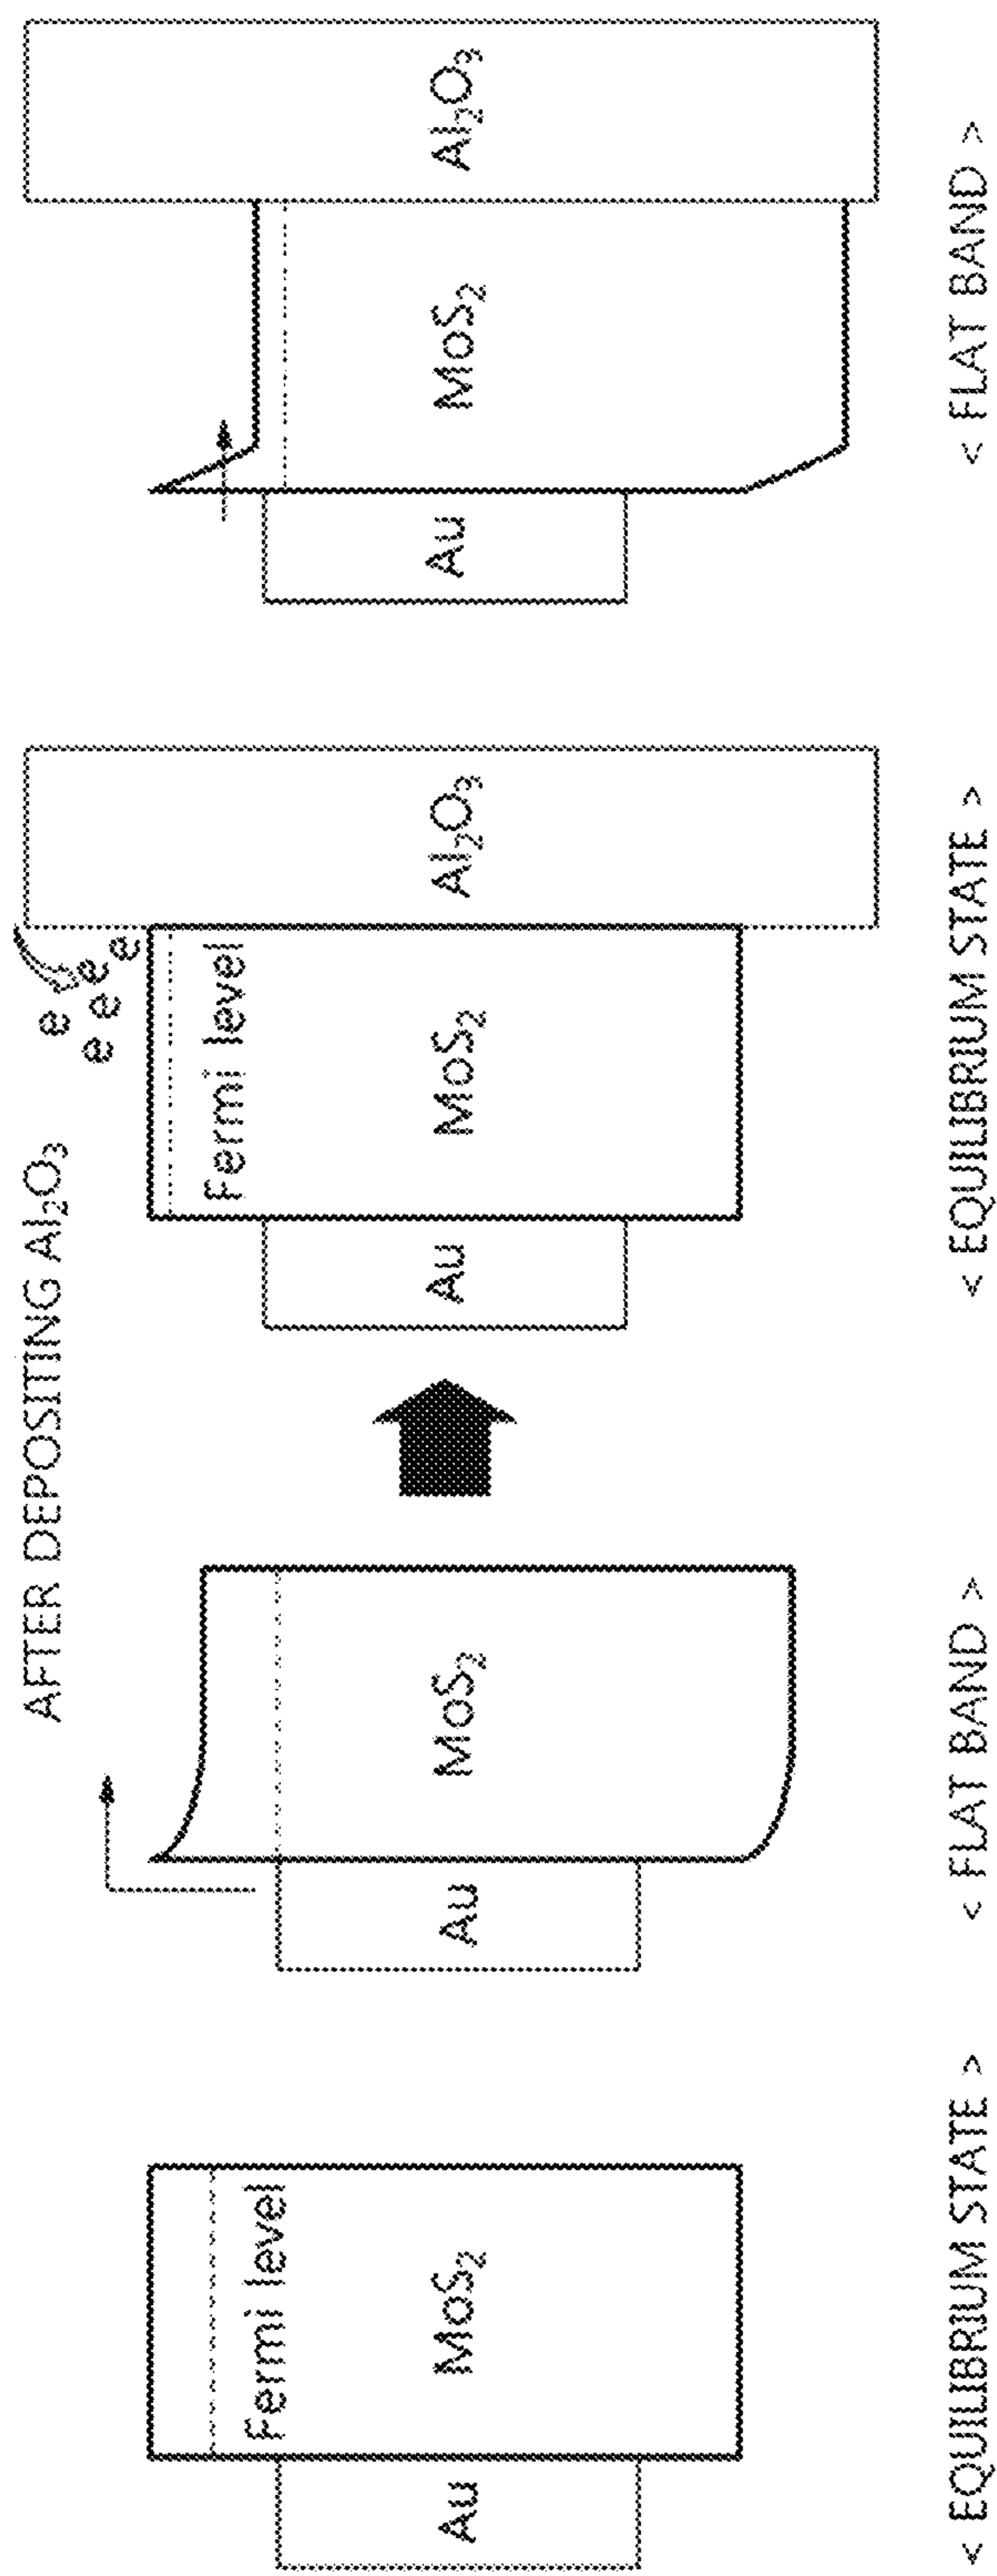 AFTER DEPOSITING Al₂O₃
Au
Fermi level
MoS₂
< EQUILIBRIUM STATE >
Au
MoS₂
< FLAT BAND >
e
e
e
e
e
Au
Fermi level
MoS₂
Al₂O₃
< EQUILIBRIUM STATE >
Au
MoS₂
Al₂O₃
< FLAT BAND >